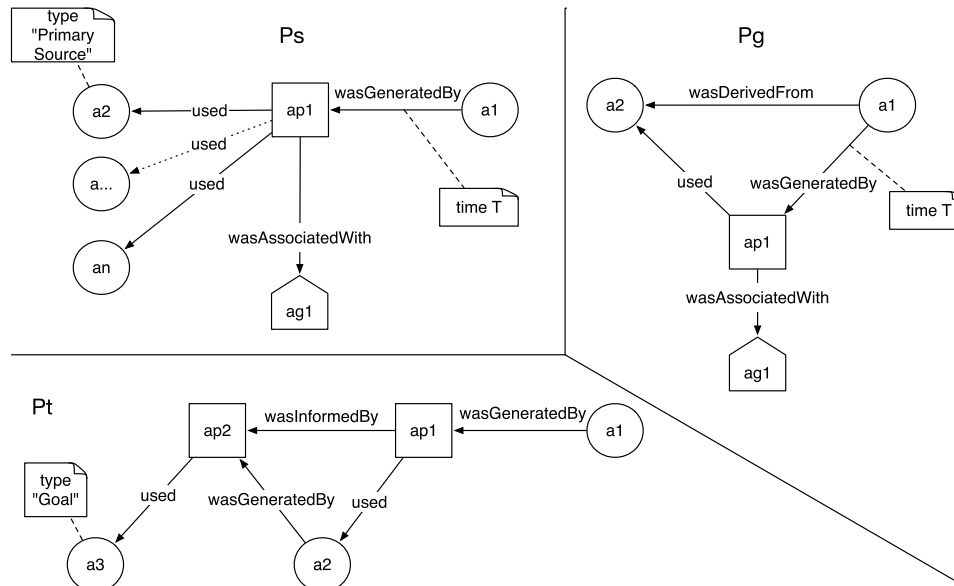 type
"Primary
Source"
Ps
a2
used
ap1
wasGeneratedBy
a1
a...
used
used
time T
an
wasAssociatedWith
ag1
Pg
a2
wasDerivedFrom
a1
used
wasGeneratedBy
time T
ap1
wasAssociatedWith
ag1
Pt
ap2
wasInformedBy
ap1
wasGeneratedBy
a1
type
"Goal"
used
wasGeneratedBy
used
a3
a2